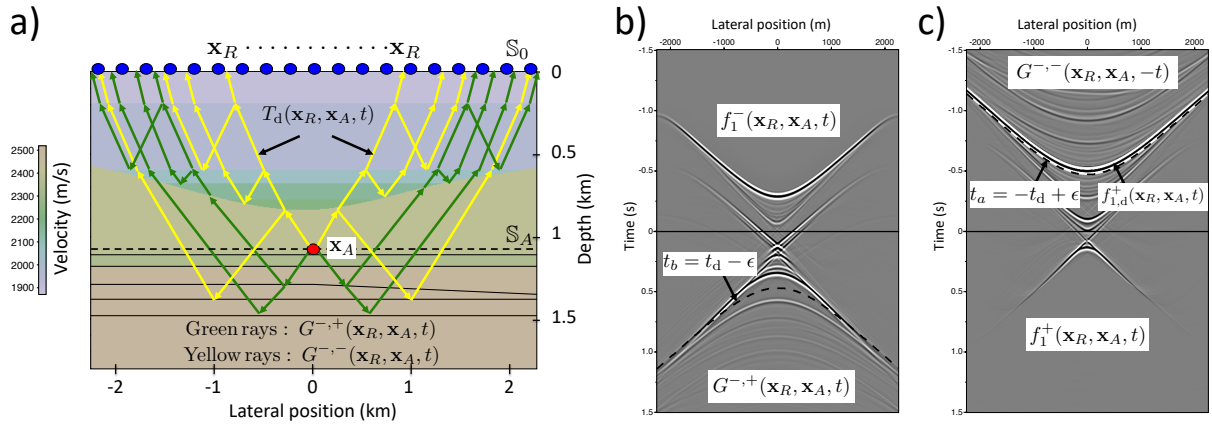 a)
𝐱_R · · · · · · · · · · · · 𝐱_R
𝕊_0
T_d(𝐱_R, 𝐱_A, t)
𝕊_A
𝐱_A
Green rays : G^{−,+}(𝐱_R, 𝐱_A, t)
Yellow rays : G^{−,−}(𝐱_R, 𝐱_A, t)
0
0.5
1
1.5
Depth (km)
-2 -1 0 1 2
Lateral position (km)
2500
2400
2300
2200
2100
2000
1900
Velocity (m/s)
b)
Lateral position (m)
-2000 -1000 0 1000 2000
-1.5
-1.0
-0.5
0
0.5
1.0
1.5
Time (s)
f_1^−(𝐱_R, 𝐱_A, t)
t_b = t_d − ϵ
G^{−,+}(𝐱_R, 𝐱_A, t)
c)
Lateral position (m)
-2000 -1000 0 1000 2000
-1.5
-1.0
-0.5
0
0.5
1.0
1.5
Time (s)
G^{−,−}(𝐱_R, 𝐱_A, −t)
t_a = −t_d + ϵ
f_{1,d}^+(𝐱_R, 𝐱_A, t)
f_1^+(𝐱_R, 𝐱_A, t)